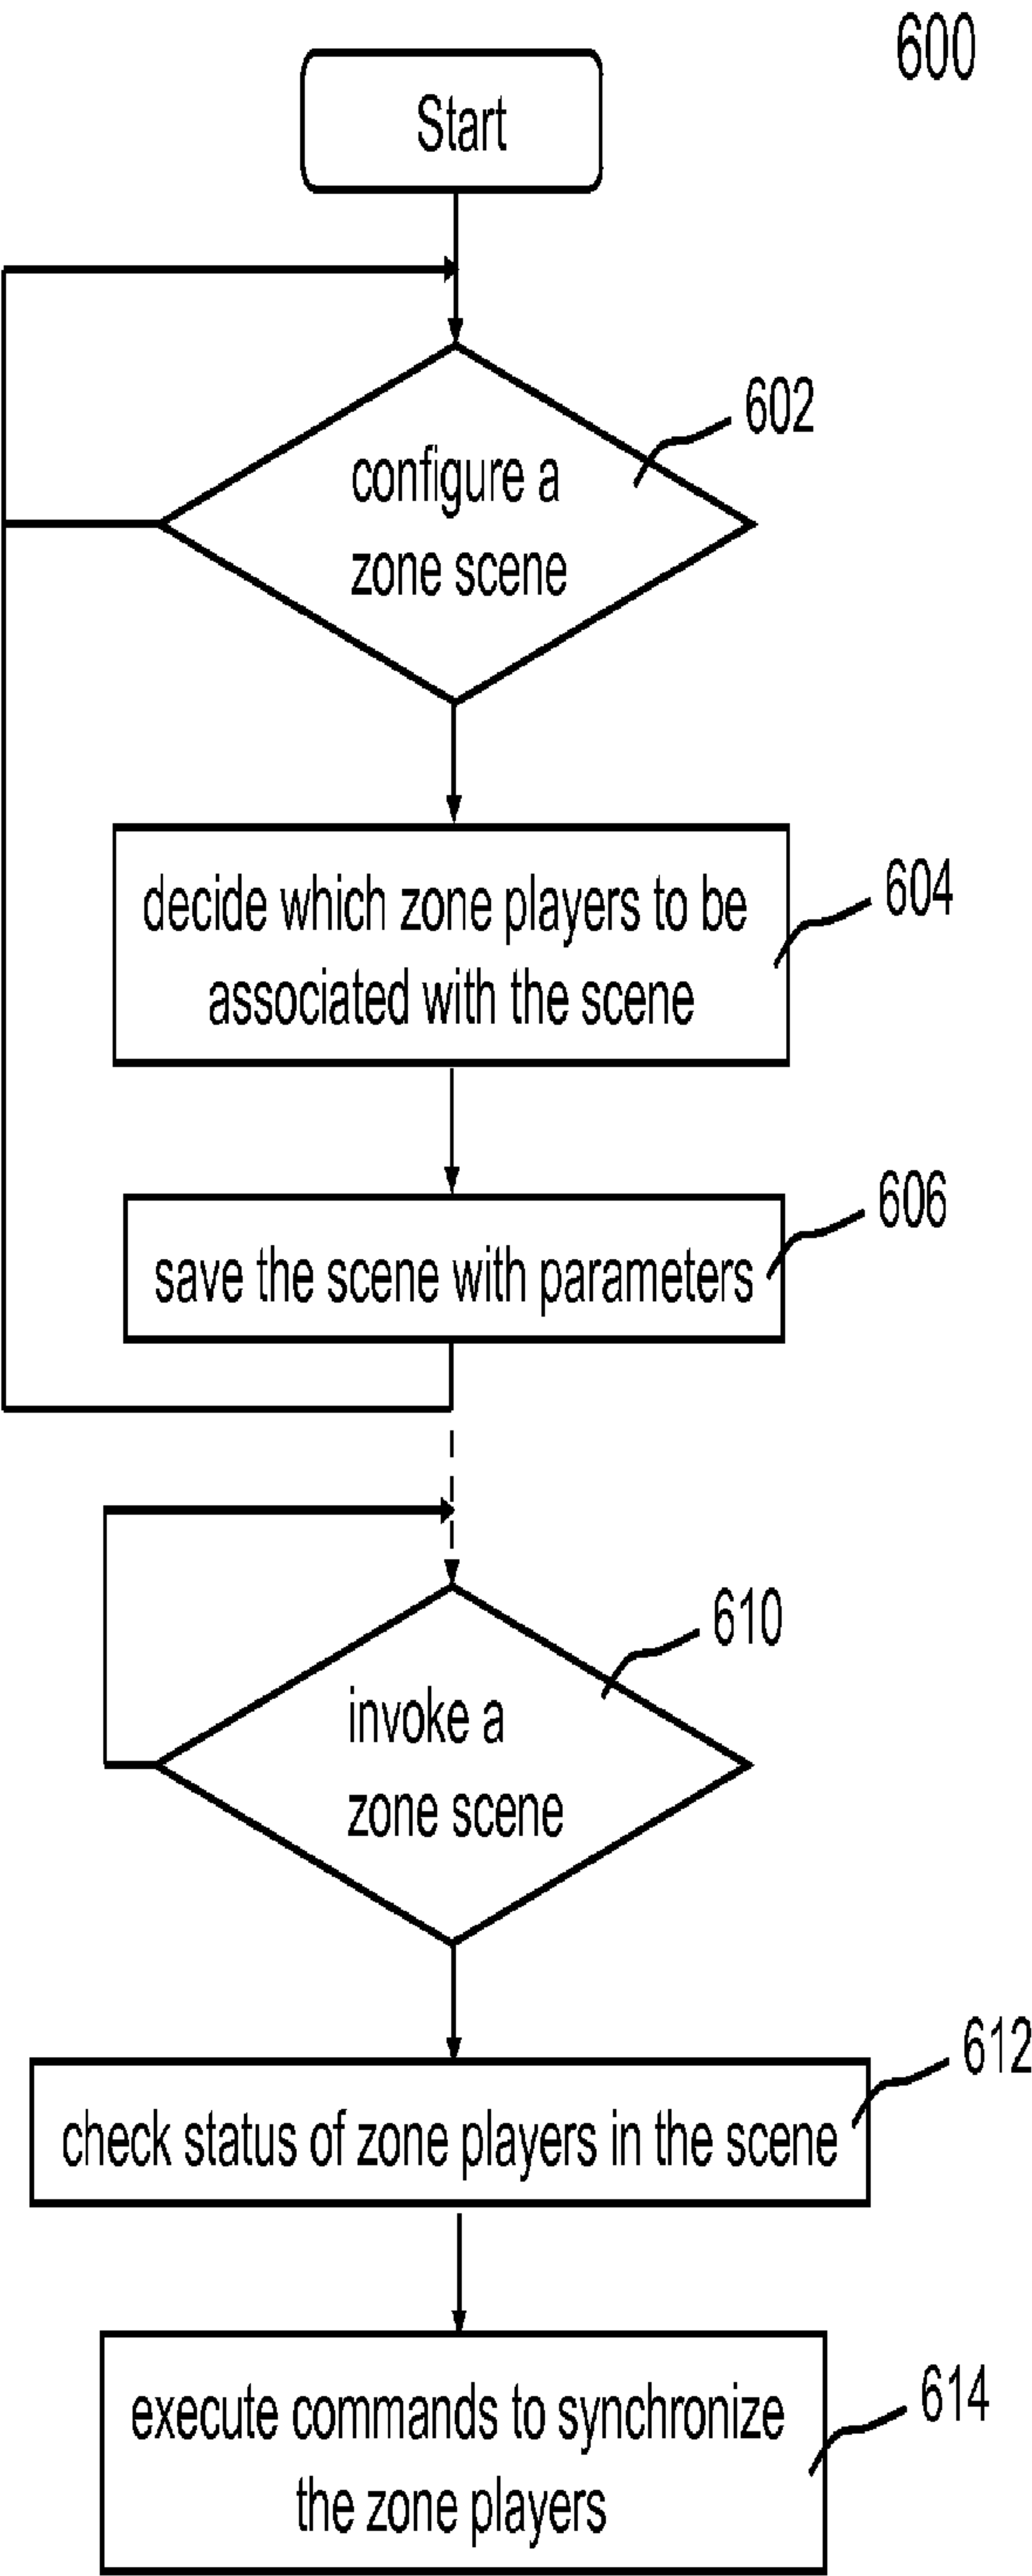 600
Start
602
configure a
zone scene
604
decide which zone players to be
associated with the scene
606
save the scene with parameters
610
invoke a
zone scene
612
check status of zone players in the scene
614
execute commands to synchronize
the zone players